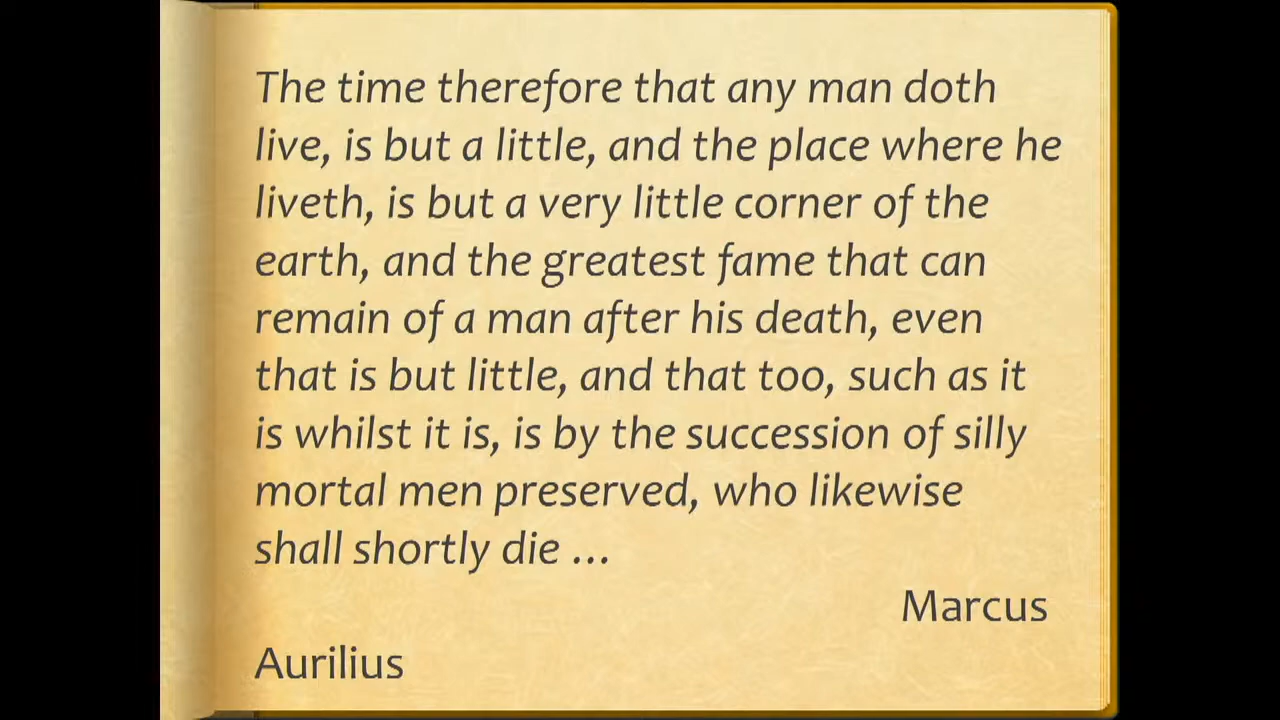 The time therefore that any man doth
live, is but a little, and the place where he
liveth, is but a very little corner of the
earth, and the greatest fame that can
remain of a man after his death, even
that is but little, and that too, such as it
is whilst it is, is by the succession of silly
mortal men preserved, who likewise
shall shortly die ...
Marcus
Aurilius